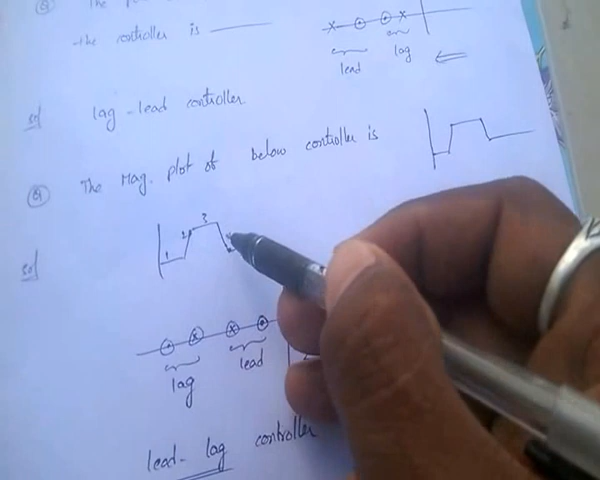 Q The
the controller is
lead
lag
Sol lag-lead controller
Q The Mag. plot of below controller is
Sol
1 2 3
lag
lead
lead-lag controller